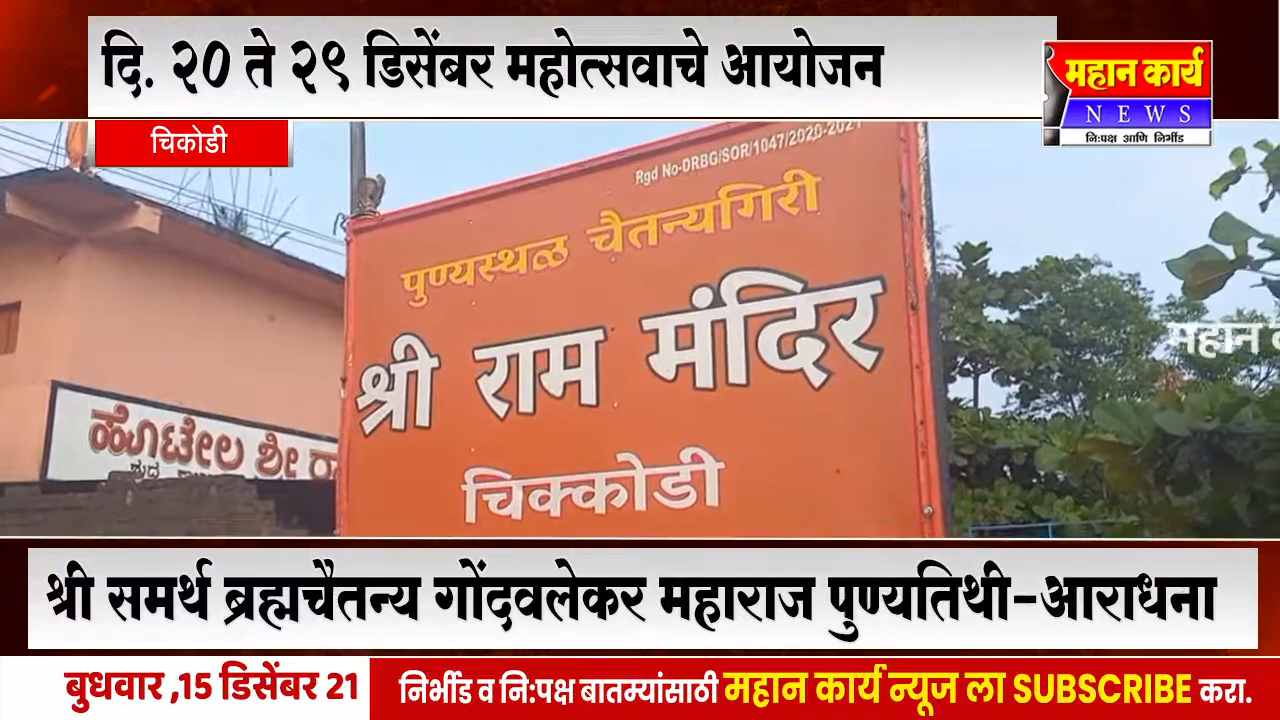 दि. २० ते २९ डिसेंबर महोत्सवाचे आयोजन
महान कार्य
NEWS
नि:पक्ष आणि निर्भीड
चिकोडी
Rgd No-DRBG/SOR/1047/2020-2021
पुण्यस्थळ चैतन्यगिरी
श्री राम मंदिर
चिक्कोडी
ಹೊಟೇಲ ಶ್ರೀ ರಾ
ಶುದ್ಧ
महान
श्री समर्थ ब्रह्मचैतन्य गोंदवलेकर महाराज पुण्यतिथी-आराधना
बुधवार ,15 डिसेंबर 21
निर्भीड व नि:पक्ष बातम्यांसाठी महान कार्य न्यूज ला SUBSCRIBE करा.